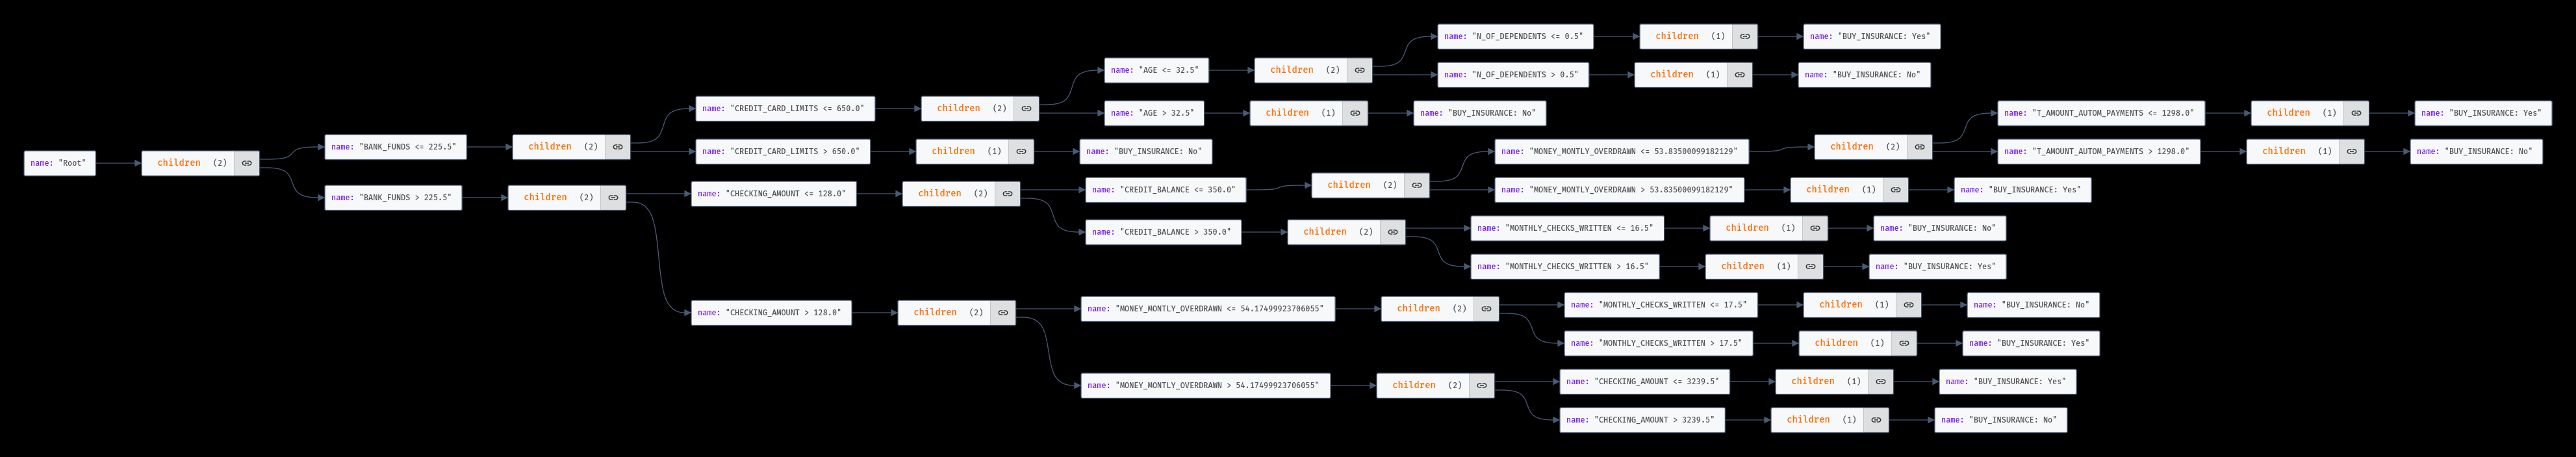 name: "Root"
children (2)
name: "BANK_FUNDS <= 225.5"
children (2)
name: "CREDIT_CARD_LIMITS <= 650.0"
children (2)
name: "AGE <= 32.5"
children (2)
name: "N_OF_DEPENDENTS <= 0.5"
children (1)
name: "BUY_INSURANCE: Yes"
name: "N_OF_DEPENDENTS > 0.5"
children (1)
name: "BUY_INSURANCE: No"
name: "AGE > 32.5"
children (1)
name: "BUY_INSURANCE: No"
name: "CREDIT_CARD_LIMITS > 650.0"
children (1)
name: "BUY_INSURANCE: No"
name: "BANK_FUNDS > 225.5"
children (2)
name: "CHECKING_AMOUNT <= 128.0"
children (2)
name: "CREDIT_BALANCE <= 350.0"
children (2)
name: "MONEY_MONTLY_OVERDRAWN <= 53.83500099182129"
children (2)
name: "T_AMOUNT_AUTOM_PAYMENTS <= 1298.0"
children (1)
name: "BUY_INSURANCE: Yes"
name: "T_AMOUNT_AUTOM_PAYMENTS > 1298.0"
children (1)
name: "BUY_INSURANCE: No"
name: "MONEY_MONTLY_OVERDRAWN > 53.83500099182129"
children (1)
name: "BUY_INSURANCE: Yes"
name: "CREDIT_BALANCE > 350.0"
children (2)
name: "MONTHLY_CHECKS_WRITTEN <= 16.5"
children (1)
name: "BUY_INSURANCE: No"
name: "MONTHLY_CHECKS_WRITTEN > 16.5"
children (1)
name: "BUY_INSURANCE: Yes"
name: "CHECKING_AMOUNT > 128.0"
children (2)
name: "MONEY_MONTLY_OVERDRAWN <= 54.17499923706055"
children (2)
name: "MONTHLY_CHECKS_WRITTEN <= 17.5"
children (1)
name: "BUY_INSURANCE: No"
name: "MONTHLY_CHECKS_WRITTEN > 17.5"
children (1)
name: "BUY_INSURANCE: Yes"
name: "MONEY_MONTLY_OVERDRAWN > 54.17499923706055"
children (2)
name: "CHECKING_AMOUNT <= 3239.5"
children (1)
name: "BUY_INSURANCE: Yes"
name: "CHECKING_AMOUNT > 3239.5"
children (1)
name: "BUY_INSURANCE: No"